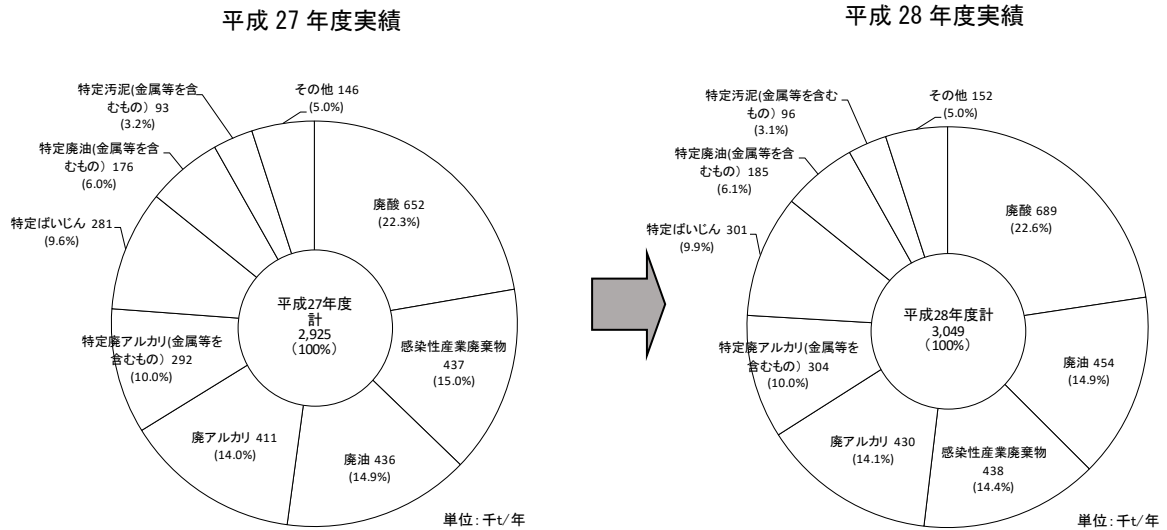 平成 27 年度実績
特定汚泥(金属等を含
むもの） 93
(3.2%)
その他 146
(5.0%)
特定廃油(金属等を含
むもの） 176
(6.0%)
廃酸 652
(22.3%)
特定ばいじん 281
(9.6%)
平成27年度
計
2,925
（100%）
特定廃アルカリ(金属等を
含むもの） 292
(10.0%)
感染性産業廃棄物
437
(15.0%)
廃アルカリ 411
(14.0%)
廃油 436
(14.9%)
単位：千t/年
平成 28 年度実績
特定汚泥(金属等を含む
もの） 96
(3.1%)
その他 152
(5.0%)
特定廃油(金属等を含
むもの） 185
(6.1%)
廃酸 689
(22.6%)
特定ばいじん 301
(9.9%)
平成28年度計
3,049
（100%）
特定廃アルカリ(金属等を
含むもの） 304
(10.0%)
廃油 454
(14.9%)
廃アルカリ 430
(14.1%)
感染性産業廃棄物
438
(14.4%)
単位：千t/年